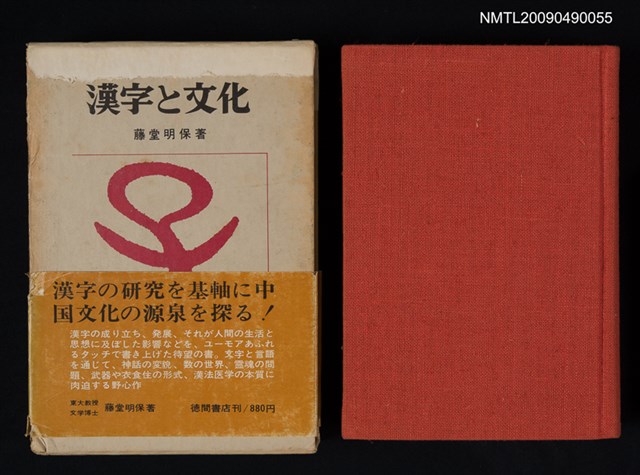 NMTL20090490055
漢字と文化
藤堂明保著
漢字の研究を基軸に中
国文化の源泉を探る!
漢字の成り立ち、発展、それが人間の生活と
思想に及ぼした影響などを、ユーモアあふれ
るタッチで書き上げた待望の書。文字と言語
を通じて、神話の変貌、数の世界、霊魂の問
題、武器や衣食住の形式、漢法医学の本質に
肉迫する野心作
東大教授
文学博士 藤堂明保著 徳間書店刊/880円